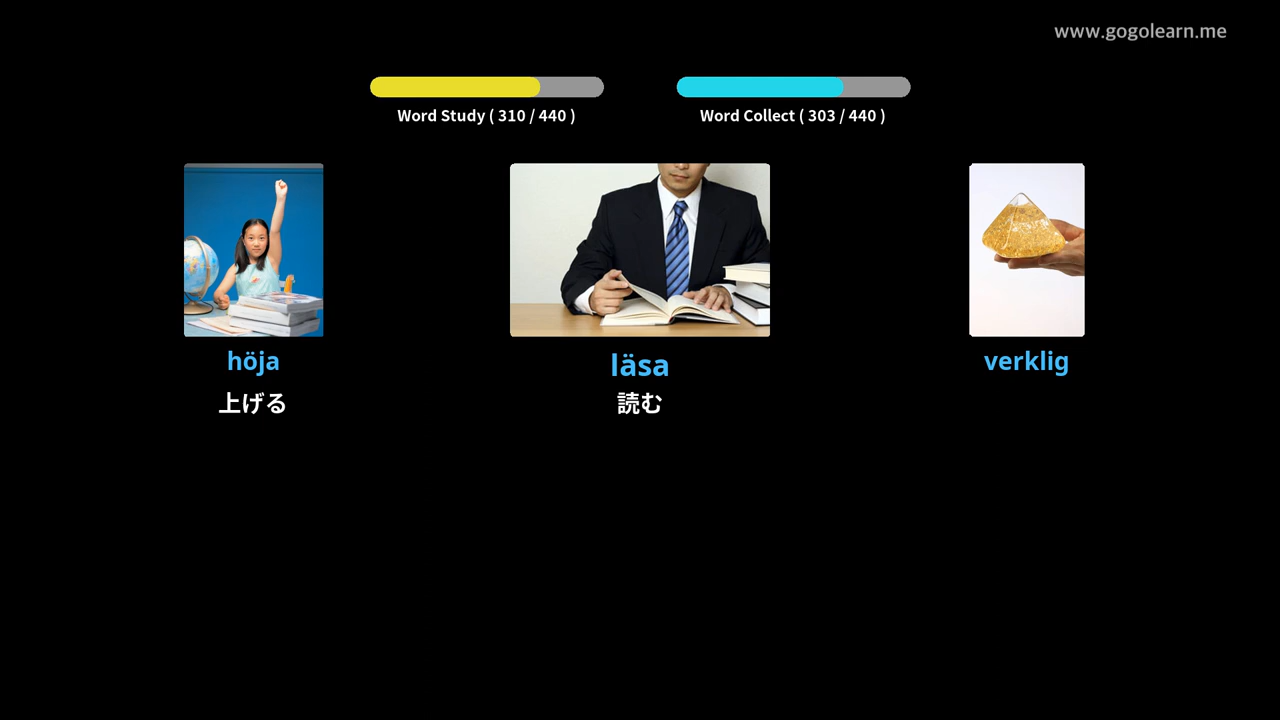 www.gogolearn.me
Word Study ( 310 / 440 )
Word Collect ( 303 / 440 )
höja
läsa
verklig
上げる
読む